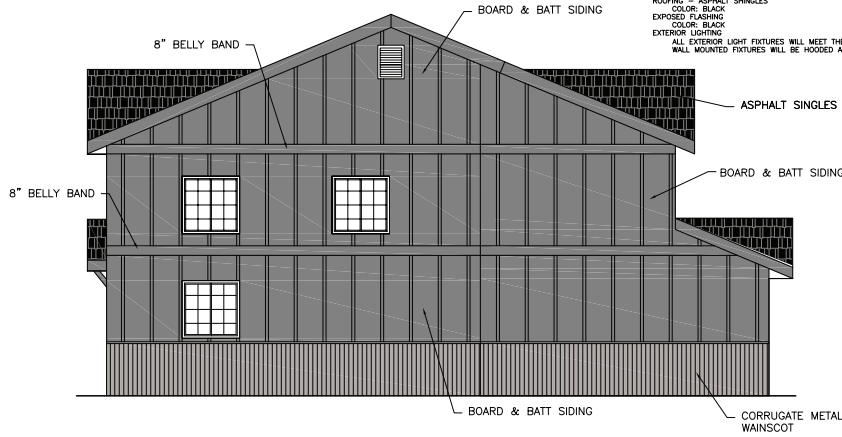 ROOFING - ASPHALT SHINGLES
COLOR: BLACK
EXPOSED FLASHING
COLOR: BLACK
EXTERIOR LIGHTING
ALL EXTERIOR LIGHT FIXTURES WILL MEET THE
WALL MOUNTED FIXTURES WILL BE HOODED A
BOARD & BATT SIDING
8" BELLY BAND
ASPHALT SINGLES
BOARD & BATT SIDING
8" BELLY BAND
BOARD & BATT SIDING
CORRUGATE METAL
WAINSCOT